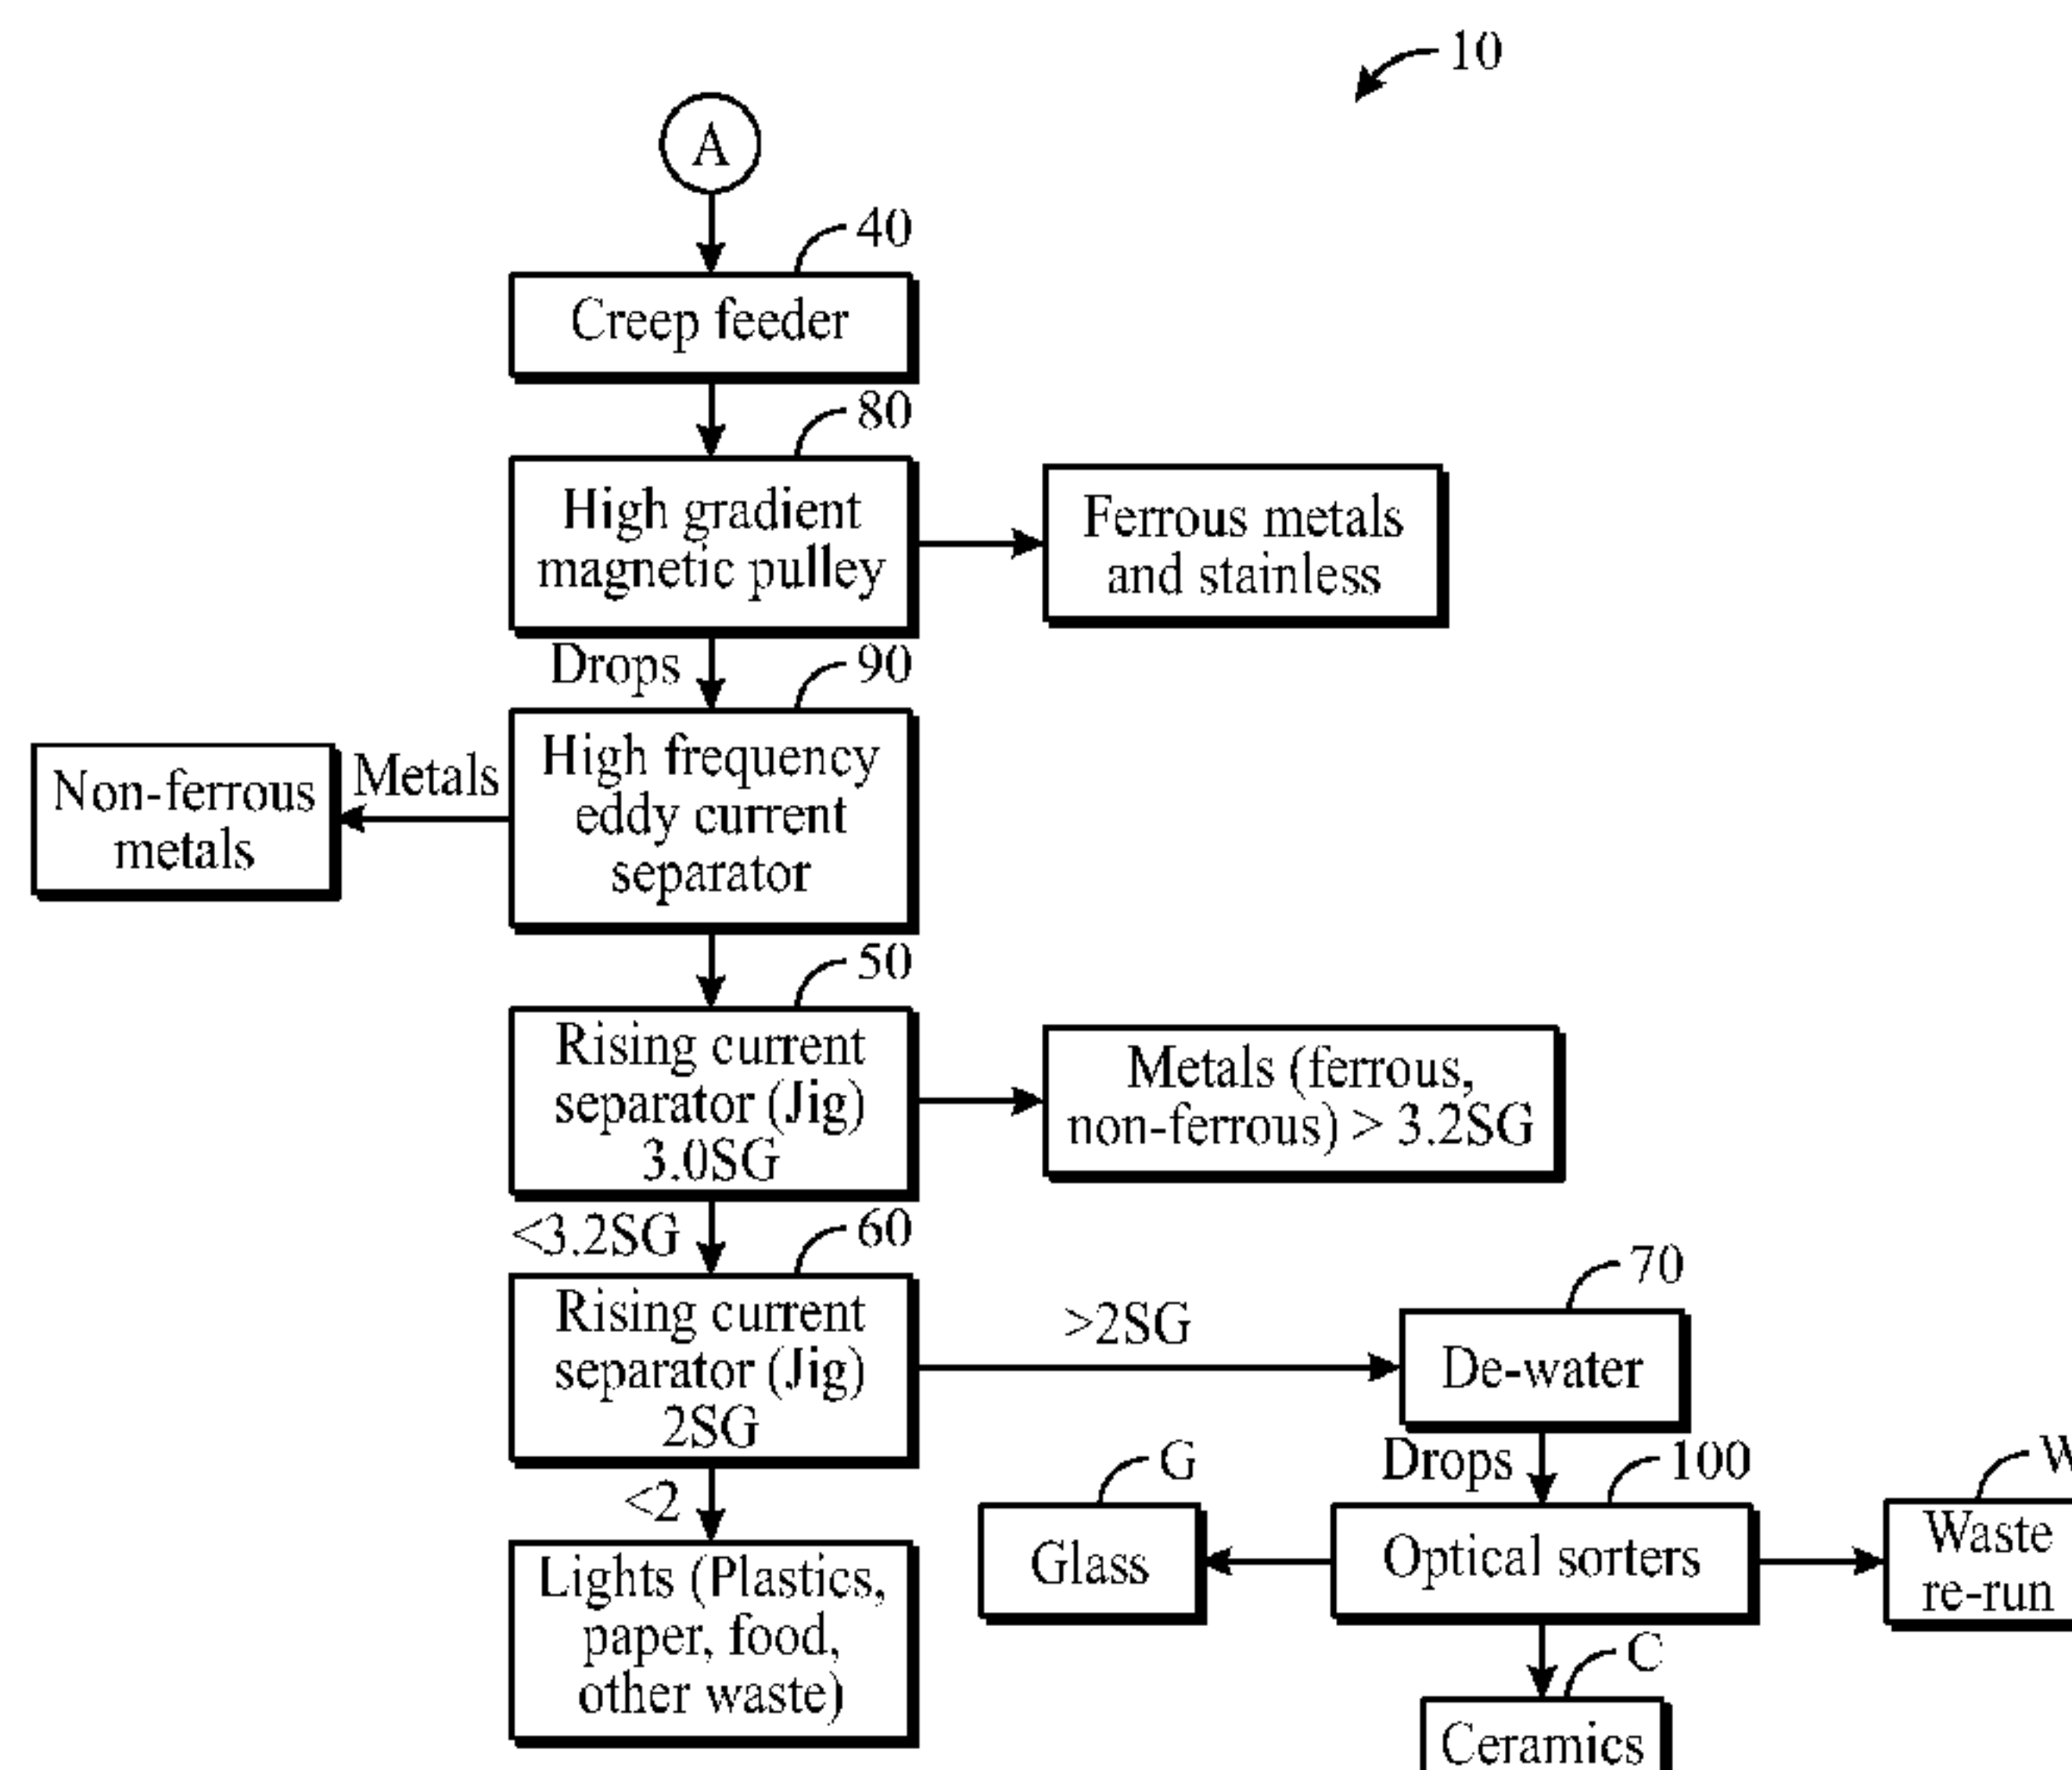 10
A
40
Creep feeder
80
High gradient
magnetic pulley
Ferrous metals
and stainless
Drops
90
High frequency
eddy current
separator
Metals
Non-ferrous
metals
50
Rising current
separator (Jig)
3.0SG
Metals (ferrous,
non-ferrous) > 3.2SG
<3.2SG
60
Rising current
separator (Jig)
2SG
>2SG
70
De-water
<2
Lights (Plastics,
paper, food,
other waste)
Drops
100
Optical sorters
G
Glass
W
Waste
re-run
C
Ceramics